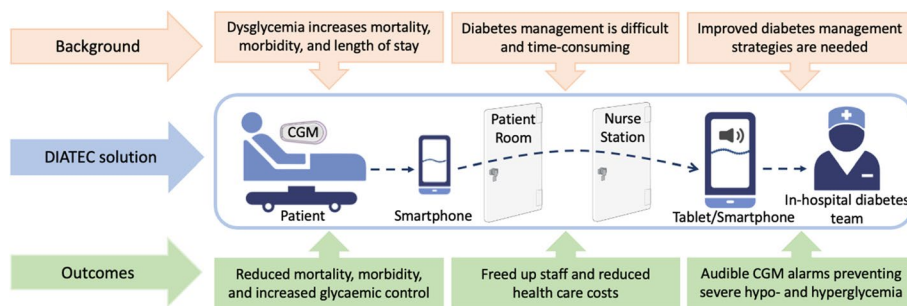 Background
Dysglycemia increases mortality,
morbidity, and length of stay
Diabetes management is difficult
and time-consuming
Improved diabetes management
strategies are needed
DIATEC solution
CGM
Patient
Smartphone
Patient
Room
Nurse
Station
Tablet/Smartphone
In-hospital diabetes
team
Outcomes
Reduced mortality, morbidity,
and increased glycaemic control
Freed up staff and reduced
health care costs
Audible CGM alarms preventing
severe hypo- and hyperglycemia